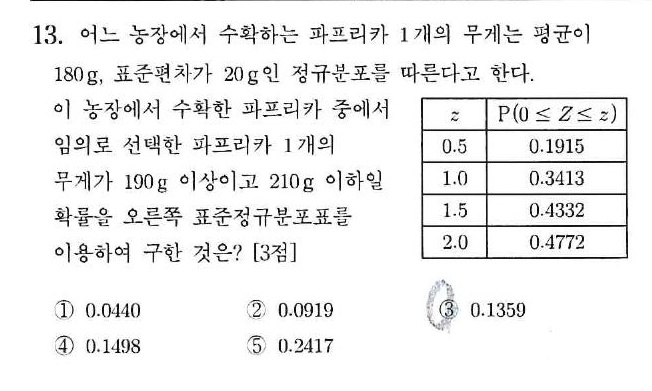 13. 어느 농장에서 수확하는 파프리카 1개의 무게는 평균이
180g, 표준편차가 20g인 정규분포를 따른다고 한다.
이 농장에서 수확한 파프리카 중에서
임의로 선택한 파프리카 1개의
무게가 190g 이상이고 210g 이하일
확률을 오른쪽 표준정규분포표를
이용하여 구한 것은? [3점]
z P(0 ≤ Z ≤ z)
0.5 0.1915
1.0 0.3413
1.5 0.4332
2.0 0.4772
① 0.0440 ② 0.0919 ③ 0.1359
④ 0.1498 ⑤ 0.2417